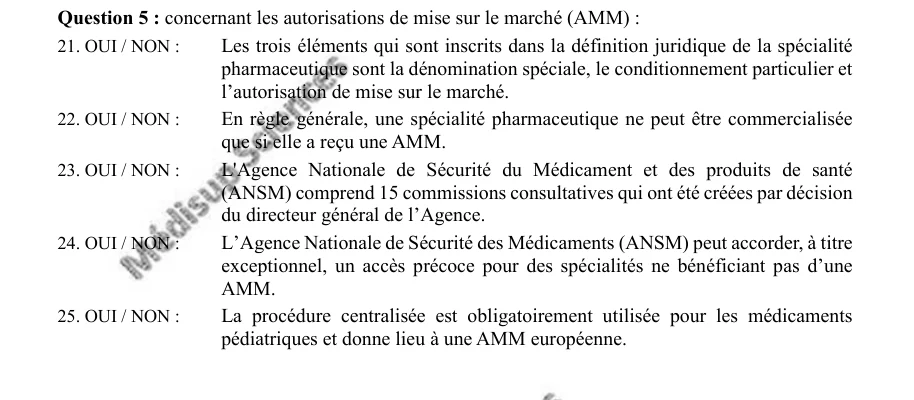 Question 5 : concernant les autorisations de mise sur le marché (AMM) :
21. OUI / NON : Les trois éléments qui sont inscrits dans la définition juridique de la spécialité
pharmaceutique sont la dénomination spéciale, le conditionnement particulier et
l’autorisation de mise sur le marché.
22. OUI / NON : En règle générale, une spécialité pharmaceutique ne peut être commercialisée
que si elle a reçu une AMM.
23. OUI / NON : L'Agence Nationale de Sécurité du Médicament et des produits de santé
(ANSM) comprend 15 commissions consultatives qui ont été créées par décision
du directeur général de l’Agence.
24. OUI / NON : L’Agence Nationale de Sécurité des Médicaments (ANSM) peut accorder, à titre
exceptionnel, un accès précoce pour des spécialités ne bénéficiant pas d’une
AMM.
25. OUI / NON : La procédure centralisée est obligatoirement utilisée pour les médicaments
pédiatriques et donne lieu à une AMM européenne.
Médisup Sciences